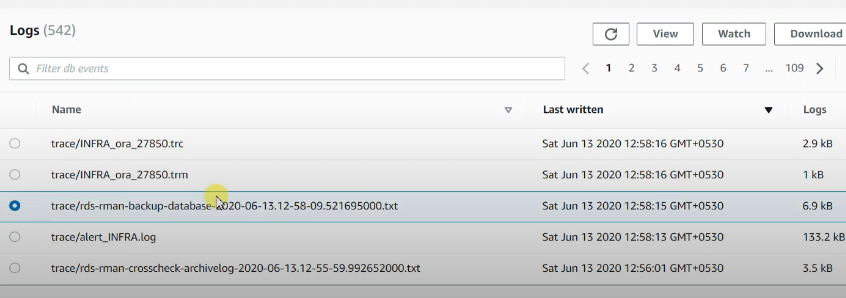 Logs (542)
View Watch Download
Filter db events
1 2 3 4 5 6 7 ... 109
Name Last written Logs
trace/INFRA_ora_27850.trc Sat Jun 13 2020 12:58:16 GMT+0530 2.9 kB
trace/INFRA_ora_27850.trm Sat Jun 13 2020 12:58:16 GMT+0530 1 kB
trace/rds-rman-backup-database-2020-06-13.12-58-09.521695000.txt Sat Jun 13 2020 12:58:15 GMT+0530 6.9 kB
trace/alert_INFRA.log Sat Jun 13 2020 12:58:13 GMT+0530 133.2 kB
trace/rds-rman-crosscheck-archivelog-2020-06-13.12-55-59.992652000.txt Sat Jun 13 2020 12:56:01 GMT+0530 3.5 kB